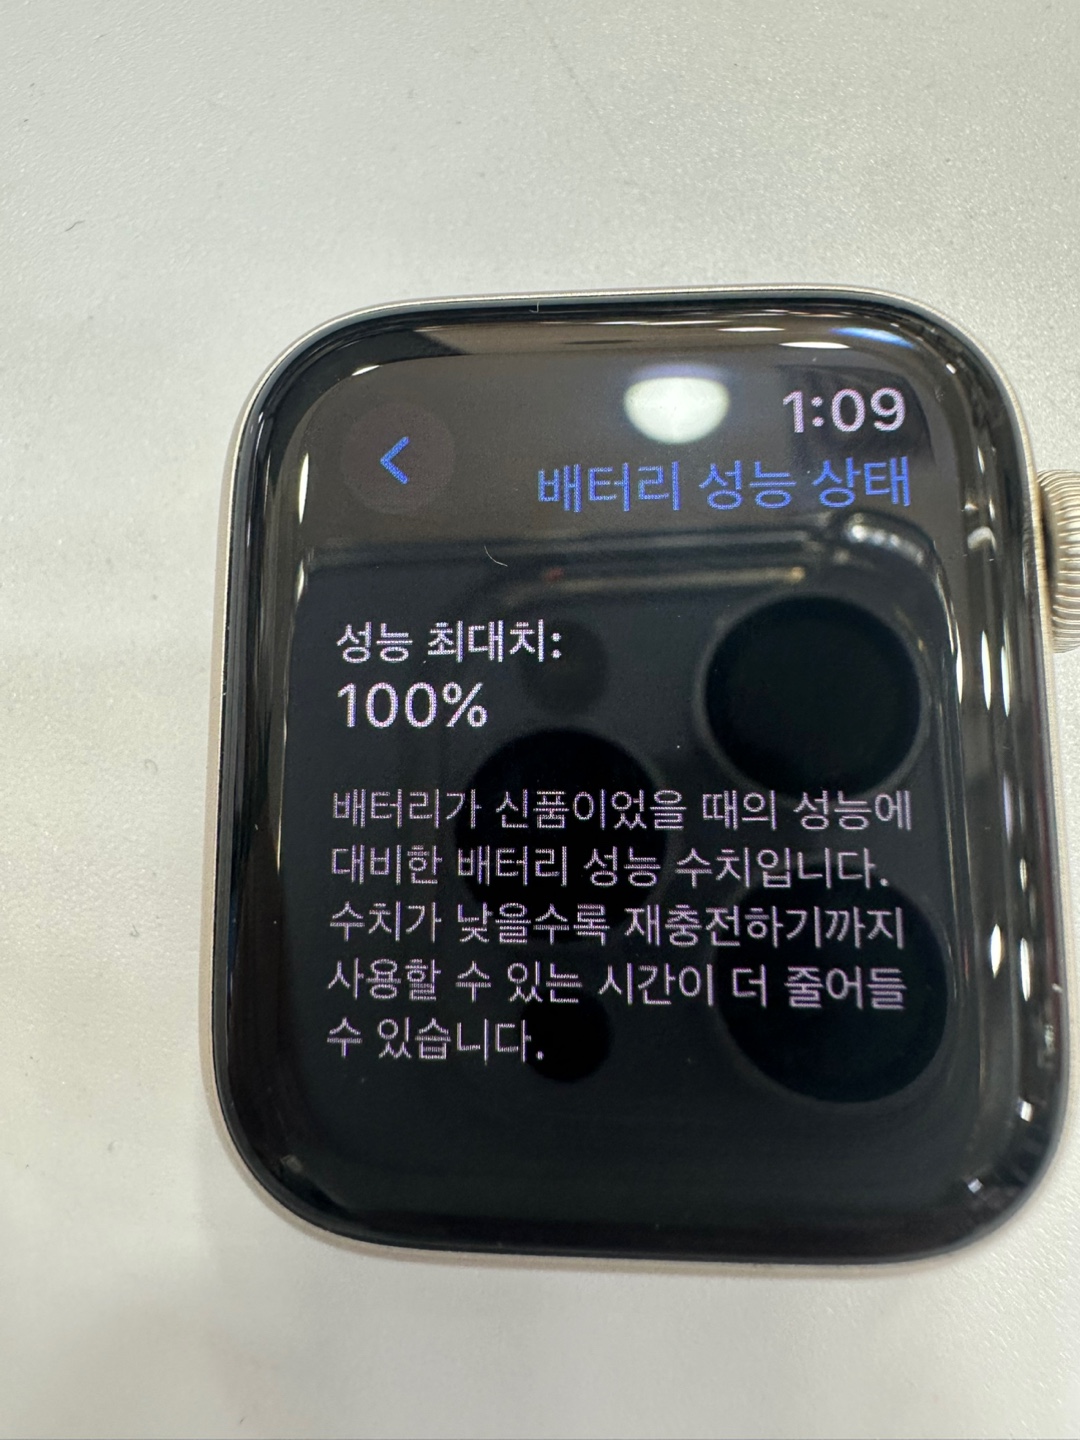 1:09
배터리 성능 상태
성능 최대치:
100%
배터리가 신품이었을 때의 성능에
대비한 배터리 성능 수치입니다.
수치가 낮을수록 재충전하기까지
사용할 수 있는 시간이 더 줄어들
수 있습니다.